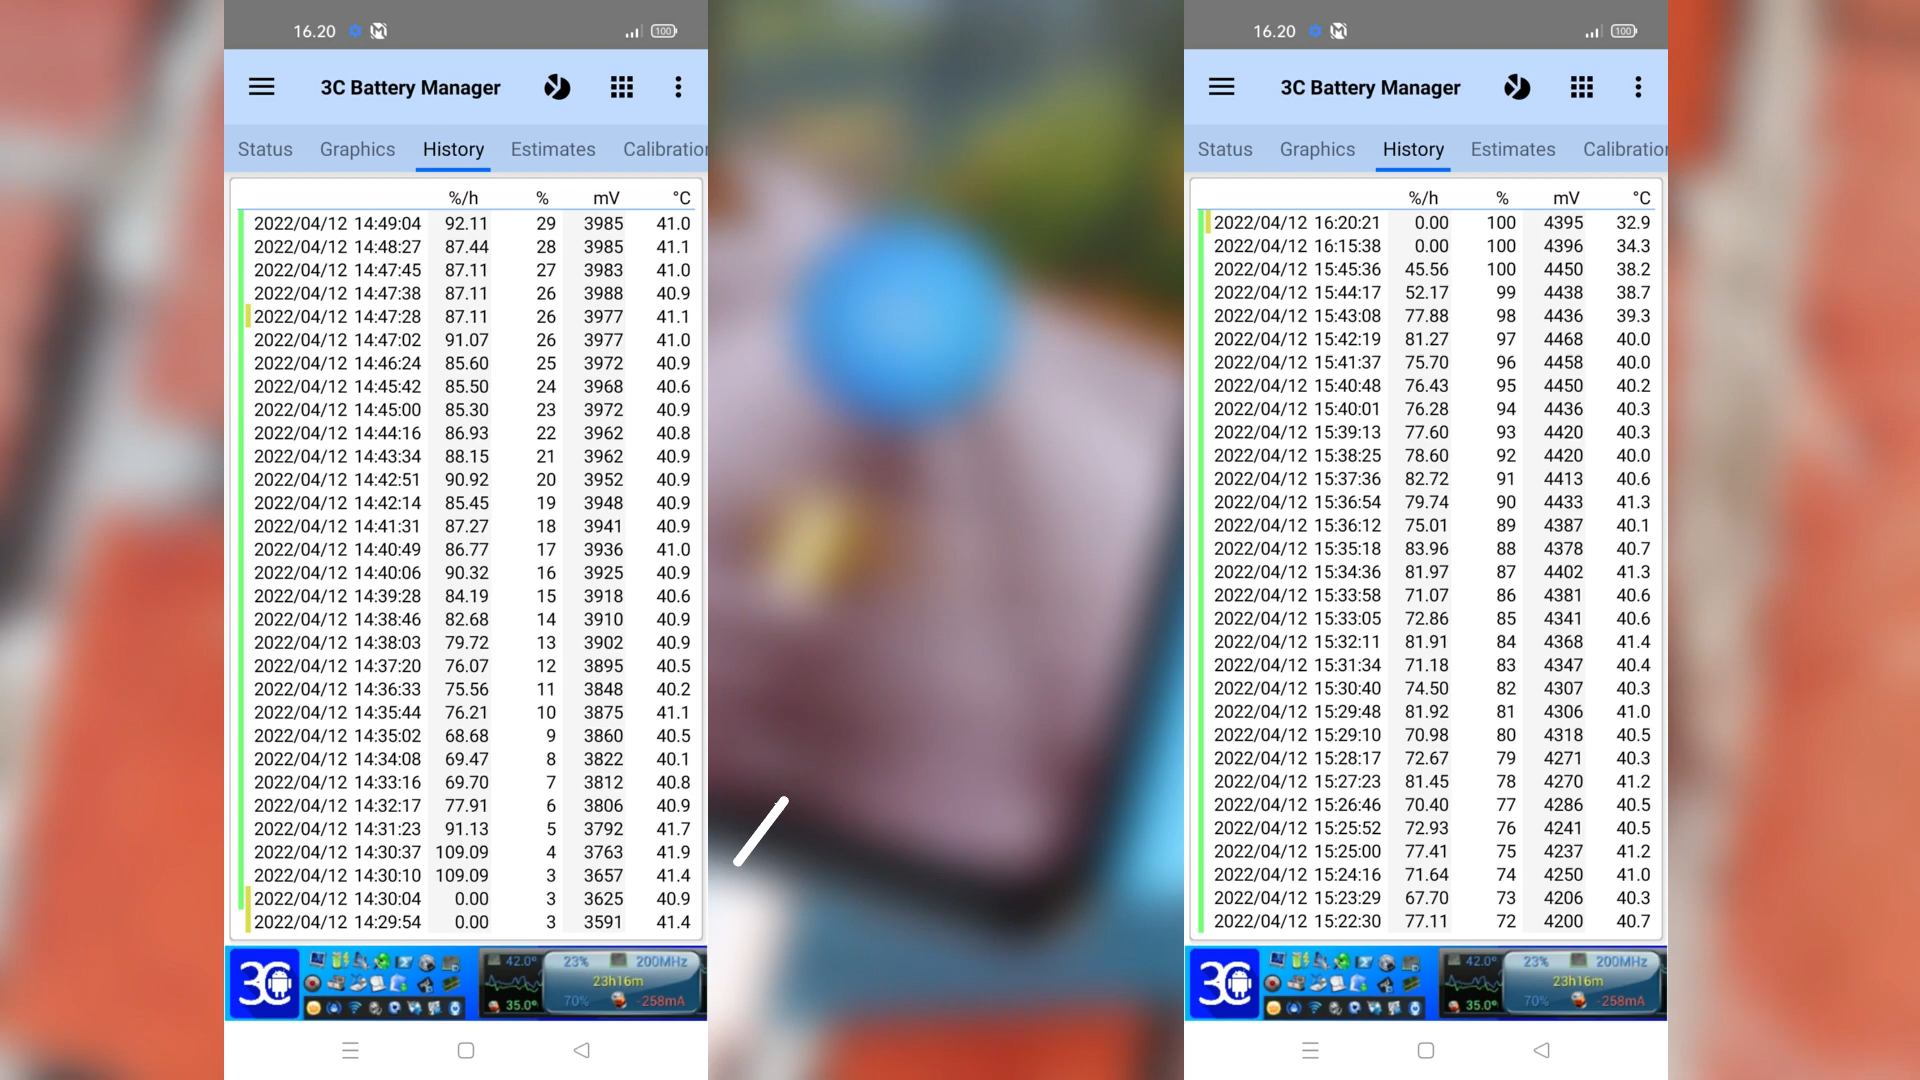 16.20 100
3C Battery Manager
Status Graphics History Estimates Calibratio
%/h % mV °C
2022/04/12 14:49:04 92.11 29 3985 41.0
2022/04/12 14:48:27 87.44 28 3985 41.1
2022/04/12 14:47:45 87.11 27 3983 41.0
2022/04/12 14:47:38 87.11 26 3988 40.9
2022/04/12 14:47:28 87.11 26 3977 41.1
2022/04/12 14:47:02 91.07 26 3977 41.0
2022/04/12 14:46:24 85.60 25 3972 40.9
2022/04/12 14:45:42 85.50 24 3968 40.6
2022/04/12 14:45:00 85.30 23 3972 40.9
2022/04/12 14:44:16 86.93 22 3962 40.8
2022/04/12 14:43:34 88.15 21 3962 40.9
2022/04/12 14:42:51 90.92 20 3952 40.9
2022/04/12 14:42:14 85.45 19 3948 40.9
2022/04/12 14:41:31 87.27 18 3941 40.9
2022/04/12 14:40:49 86.77 17 3936 41.0
2022/04/12 14:40:06 90.32 16 3925 40.9
2022/04/12 14:39:28 84.19 15 3918 40.6
2022/04/12 14:38:46 82.68 14 3910 40.9
2022/04/12 14:38:03 79.72 13 3902 40.9
2022/04/12 14:37:20 76.07 12 3895 40.5
2022/04/12 14:36:33 75.56 11 3848 40.2
2022/04/12 14:35:44 76.21 10 3875 41.1
2022/04/12 14:35:02 68.68 9 3860 40.5
2022/04/12 14:34:08 69.47 8 3822 40.1
2022/04/12 14:33:16 69.70 7 3812 40.8
2022/04/12 14:32:17 77.91 6 3806 40.9
2022/04/12 14:31:23 91.13 5 3792 41.7
2022/04/12 14:30:37 109.09 4 3763 41.9
2022/04/12 14:30:10 109.09 3 3657 41.4
2022/04/12 14:30:04 0.00 3 3625 40.9
2022/04/12 14:29:54 0.00 3 3591 41.4
3C 42.0° 23% 200MHz
23h16m
35.0° 70% -258mA
16.20 100
3C Battery Manager
Status Graphics History Estimates Calibratio
%/h % mV °C
2022/04/12 16:20:21 0.00 100 4395 32.9
2022/04/12 16:15:38 0.00 100 4396 34.3
2022/04/12 15:45:36 45.56 100 4450 38.2
2022/04/12 15:44:17 52.17 99 4438 38.7
2022/04/12 15:43:08 77.88 98 4436 39.3
2022/04/12 15:42:19 81.27 97 4468 40.0
2022/04/12 15:41:37 75.70 96 4458 40.0
2022/04/12 15:40:48 76.43 95 4450 40.2
2022/04/12 15:40:01 76.28 94 4436 40.3
2022/04/12 15:39:13 77.60 93 4420 40.3
2022/04/12 15:38:25 78.60 92 4420 40.0
2022/04/12 15:37:36 82.72 91 4413 40.6
2022/04/12 15:36:54 79.74 90 4433 41.3
2022/04/12 15:36:12 75.01 89 4387 40.1
2022/04/12 15:35:18 83.96 88 4378 40.7
2022/04/12 15:34:36 81.97 87 4402 41.3
2022/04/12 15:33:58 71.07 86 4381 40.6
2022/04/12 15:33:05 72.86 85 4341 40.6
2022/04/12 15:32:11 81.91 84 4368 41.4
2022/04/12 15:31:34 71.18 83 4347 40.4
2022/04/12 15:30:40 74.50 82 4307 40.3
2022/04/12 15:29:48 81.92 81 4306 41.0
2022/04/12 15:29:10 70.98 80 4318 40.5
2022/04/12 15:28:17 72.67 79 4271 40.3
2022/04/12 15:27:23 81.45 78 4270 41.2
2022/04/12 15:26:46 70.40 77 4286 40.5
2022/04/12 15:25:52 72.93 76 4241 40.5
2022/04/12 15:25:00 77.41 75 4237 41.2
2022/04/12 15:24:16 71.64 74 4250 41.0
2022/04/12 15:23:29 67.70 73 4206 40.3
2022/04/12 15:22:30 77.11 72 4200 40.7
3C 42.0° 23% 200MHz
23h16m
35.0° 70% -258mA